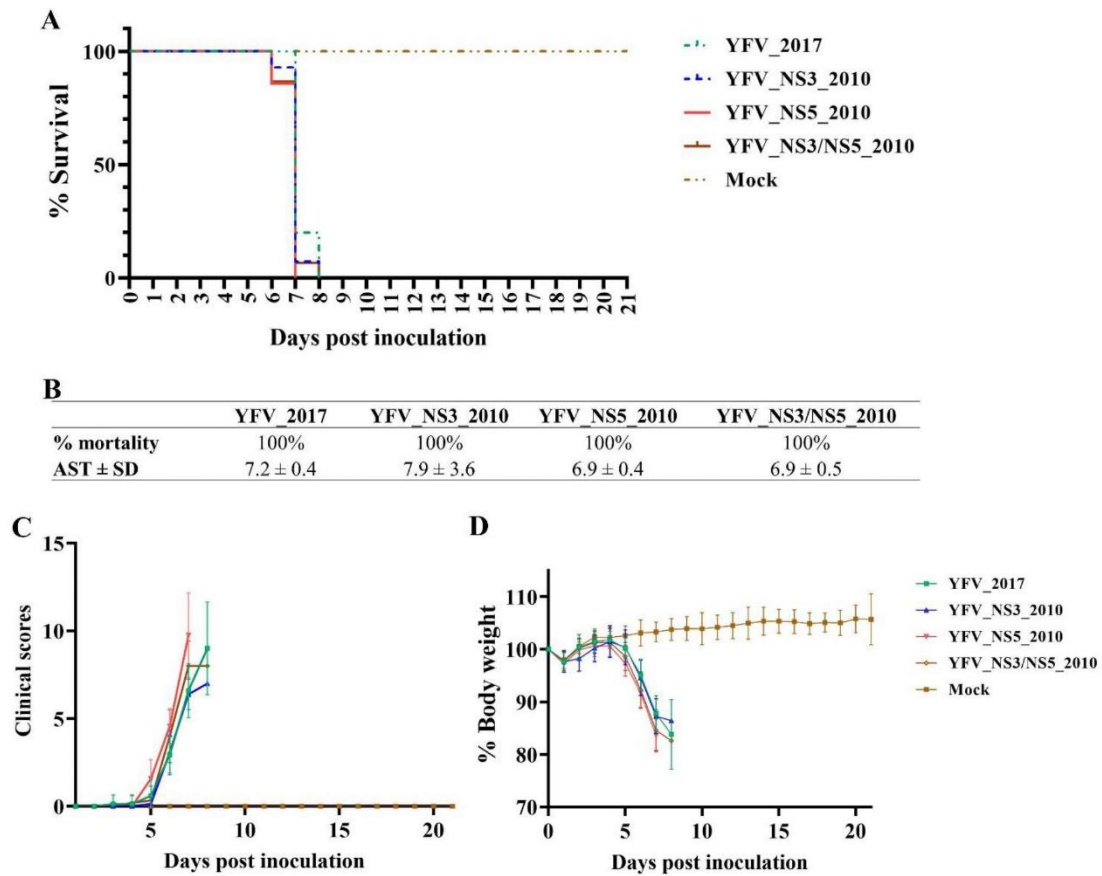 A
% Survival
100
50
0
0 1 2 3 4 5 6 7 8 9 10 11 12 13 14 15 16 17 18 19 20 21
Days post inoculation
YFV_2017
YFV_NS3_2010
YFV_NS5_2010
YFV_NS3/NS5_2010
Mock
B
YFV_2017 YFV_NS3_2010 YFV_NS5_2010 YFV_NS3/NS5_2010
% mortality 100% 100% 100% 100%
AST ± SD 7.2 ± 0.4 7.9 ± 3.6 6.9 ± 0.4 6.9 ± 0.5
C
Clinical scores
15
10
5
0
5 10 15 20
Days post inoculation
D
% Body weight
110
100
90
80
70
0 5 10 15 20
Days post inoculation
YFV_2017
YFV_NS3_2010
YFV_NS5_2010
YFV_NS3/NS5_2010
Mock